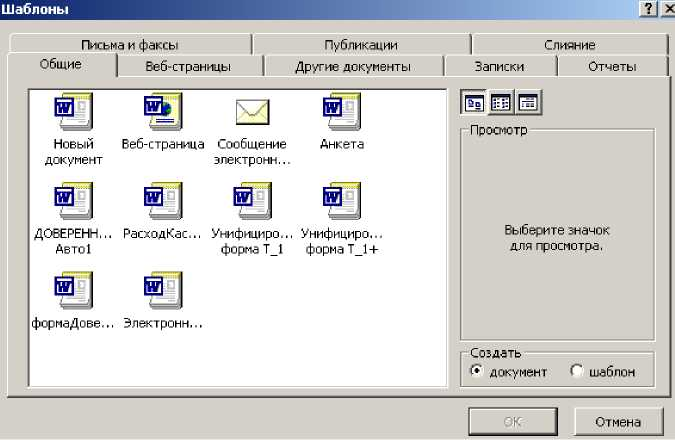 Шаблоны
Письма и факсы Публикации Слияние
Общие Веб-страницы Другие документы Записки Отчеты
Новый документ
Веб-страница
Сообщение электронн...
Анкета
ДОВЕРЕНН... Авто1
РасходКас...
Унифициро... форма Т_1
Унифициро... форма Т_1+
формаДове...
Электронн...
Просмотр
Выберите значок
для просмотра.
Создать
документ шаблон
OK Отмена